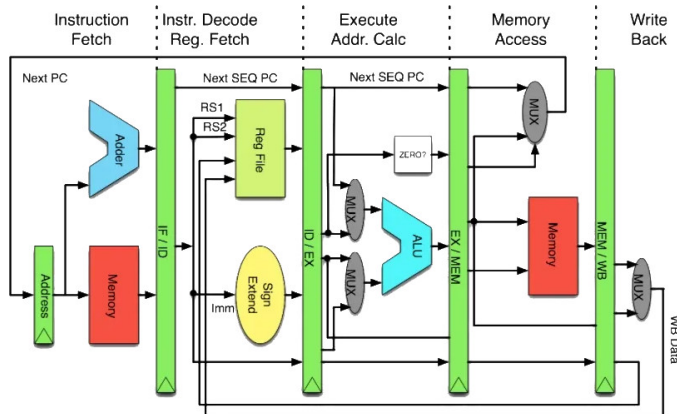 Instruction
Fetch
Instr. Decode
Reg. Fetch
Execute
Addr. Calc
Memory
Access
Write
Back
Next PC
Next SEQ PC
Next SEQ PC
MUX
RS1
RS2
Adder
Reg File
ZERO?
IF / ID
ID / EX
MUX
ALU
EX / MEM
MEM / WB
Address
Memory
Imm
Sign
Extend
MUX
Memory
MUX
WB Data